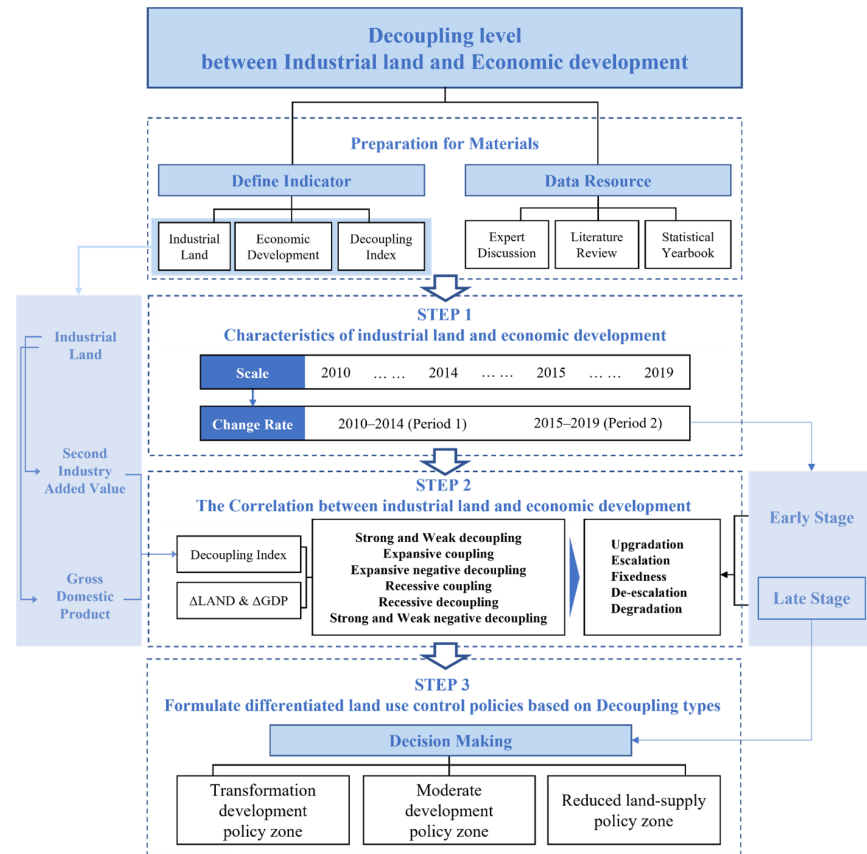 Decoupling level
between Industrial land and Economic development
Preparation for Materials
Define Indicator
Data Resource
Industrial
Land
Economic
Development
Decoupling
Index
Expert
Discussion
Literature
Review
Statistical
Yearbook
STEP 1
Characteristics of industrial land and economic development
Scale 2010 … … 2014 … … 2015 … … 2019
Change Rate 2010–2014 (Period 1) 2015–2019 (Period 2)
Industrial
Land
Second
Industry
Added Value
Gross
Domestic
Product
STEP 2
The Correlation between industrial land and economic development
Decoupling Index
ΔLAND & ΔGDP
Strong and Weak decoupling
Expansive coupling
Expansive negative decoupling
Recessive coupling
Recessive decoupling
Strong and Weak negative decoupling
Upgradation
Escalation
Fixedness
De-escalation
Degradation
Early Stage
Late Stage
STEP 3
Formulate differentiated land use control policies based on Decoupling types
Decision Making
Transformation
development
policy zone
Moderate
development
policy zone
Reduced land-supply
policy zone